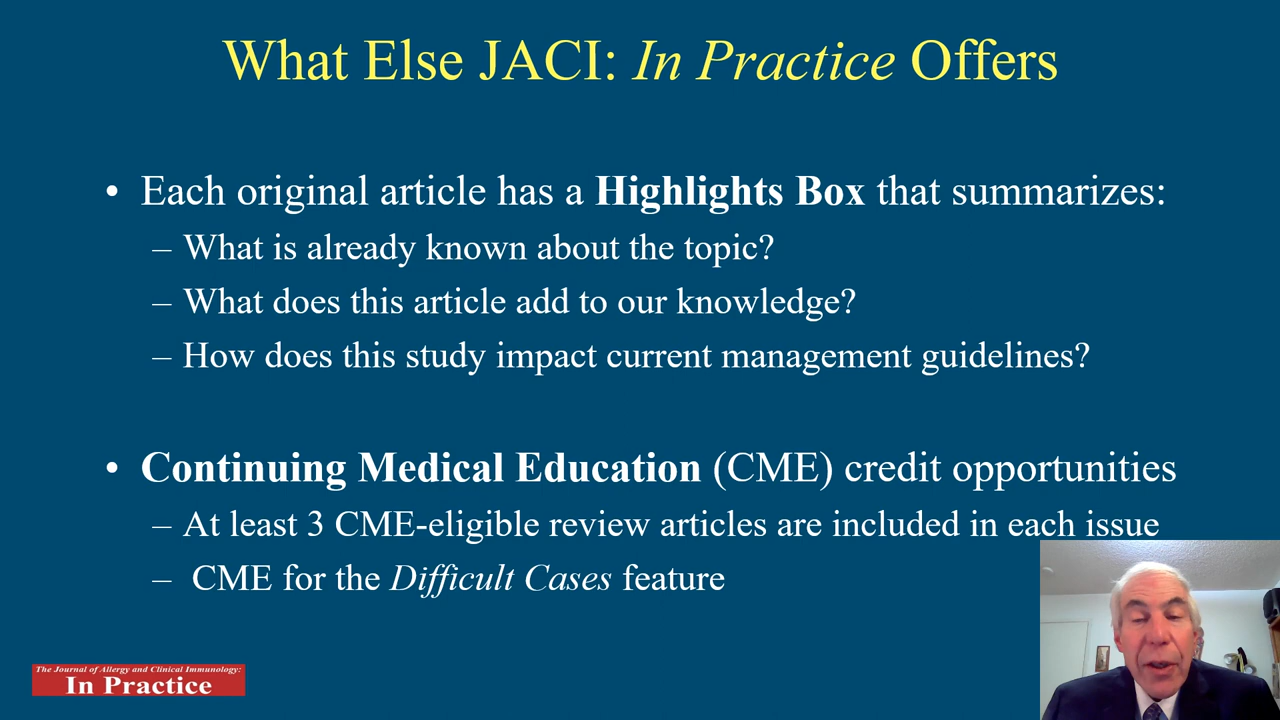 What Else JACI: In Practice Offers
• Each original article has a Highlights Box that summarizes:
– What is already known about the topic?
– What does this article add to our knowledge?
– How does this study impact current management guidelines?
• Continuing Medical Education (CME) credit opportunities
– At least 3 CME-eligible review articles are included in each issue
– CME for the Difficult Cases feature
The Journal of Allergy and Clinical Immunology:
In Practice